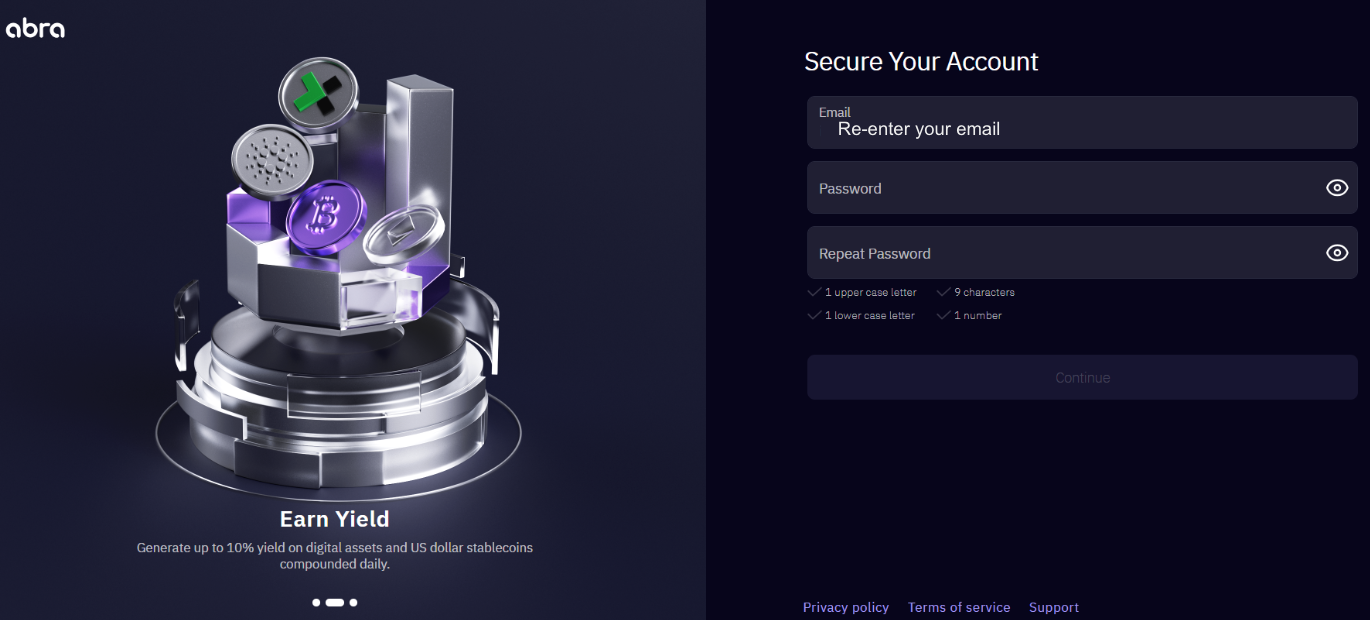 abra
Earn Yield
Generate up to 10% yield on digital assets and US dollar stablecoins
compounded daily.
Secure Your Account
Email
Re-enter your email
Password
Repeat Password
1 upper case letter
9 characters
1 lower case letter
1 number
Continue
Privacy policy
Terms of service
Support